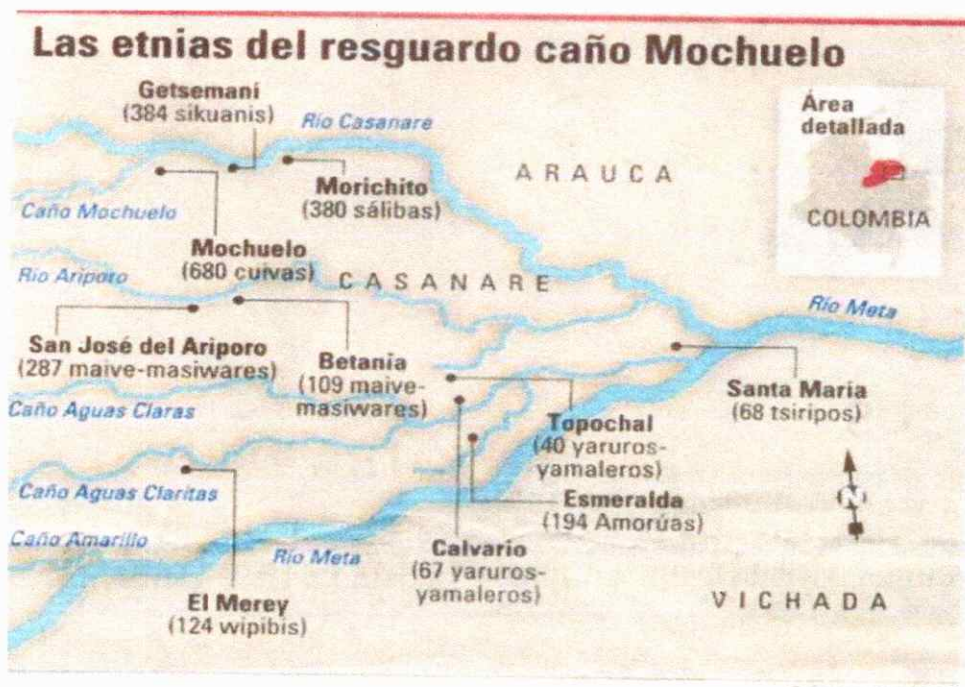 Las etnias del resguardo caño Mochuelo
Getsemaní
(384 sikuanis)
Río Casanare
Área
detallada
COLOMBIA
ARAUCA
Morichito
(380 sálibas)
Caño Mochuelo
Mochuelo
(680 cuivas)
CASANARE
Río Ariporo
Río Meta
San José del Ariporo
(287 maive-masiwares)
Betania
(109 maive-
masiwares)
Santa María
(68 tsiripos)
Caño Aguas Claras
Topochal
(40 yaruros-
yamaleros)
Caño Aguas Claritas
Esmeralda
(194 Amorúas)
N
Caño Amarillo
Río Meta
Calvario
(67 yaruros-
yamaleros)
El Merey
(124 wipibis)
VICHADA